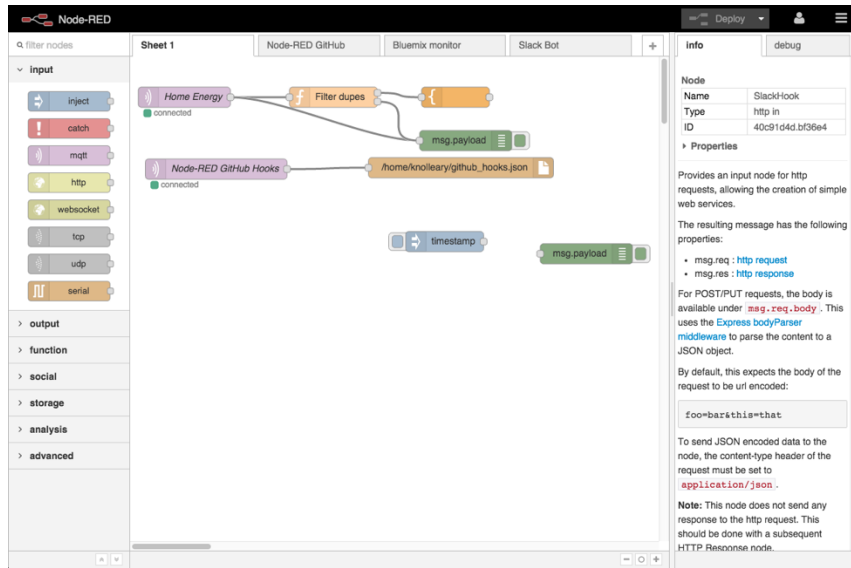 Node-RED
Deploy
filter nodes
Sheet 1
Node-RED GitHub
Bluemix monitor
Slack Bot
+
info
debug
input
inject
catch
mqtt
http
websocket
tcp
udp
serial
output
function
social
storage
analysis
advanced
Home Energy
connected
Filter dupes
{
msg.payload
Node-RED GitHub Hooks
connected
/home/knolleary/github_hooks.json
timestamp
msg.payload
Node
Name SlackHook
Type http in
ID 40c91d4d.bf36e4
Properties
Provides an input node for http
requests, allowing the creation of simple
web services.
The resulting message has the following
properties:
• msg.req : http request
• msg.res : http response
For POST/PUT requests, the body is
available under msg.req.body . This
uses the Express bodyParser
middleware to parse the content to a
JSON object.
By default, this expects the body of the
request to be url encoded:
foo=bar&this=that
To send JSON encoded data to the
node, the content-type header of the
request must be set to
application/json .
Note: This node does not send any
response to the http request. This
should be done with a subsequent
HTTP Response node.